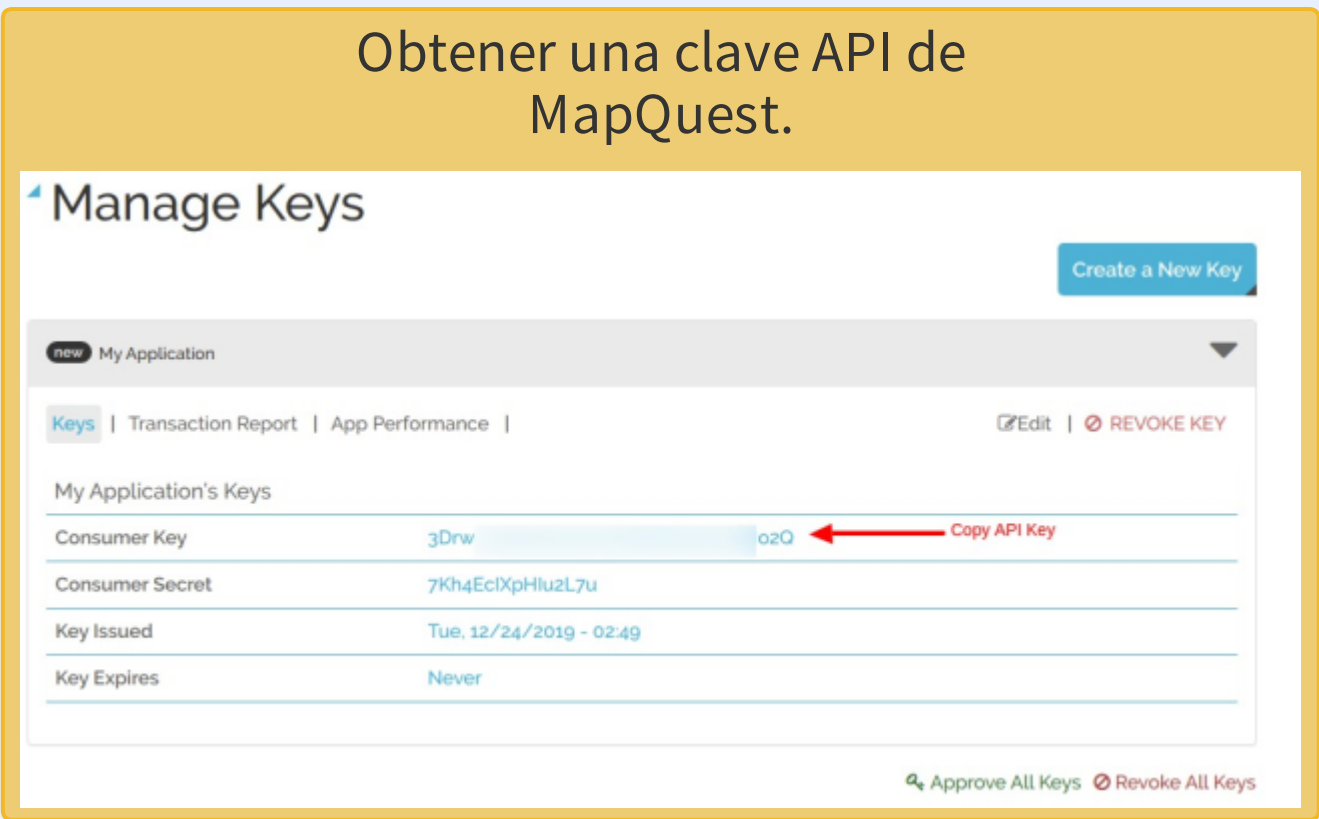 Obtener una clave API de
MapQuest.
Manage Keys
Create a New Key
new My Application
Keys | Transaction Report | App Performance |
Edit | REVOKE KEY
My Application's Keys
Consumer Key 3Drw o2Q Copy API Key
Consumer Secret 7Kh4EcIXpHIu2L7u
Key Issued Tue, 12/24/2019 - 02:49
Key Expires Never
Approve All Keys Revoke All Keys